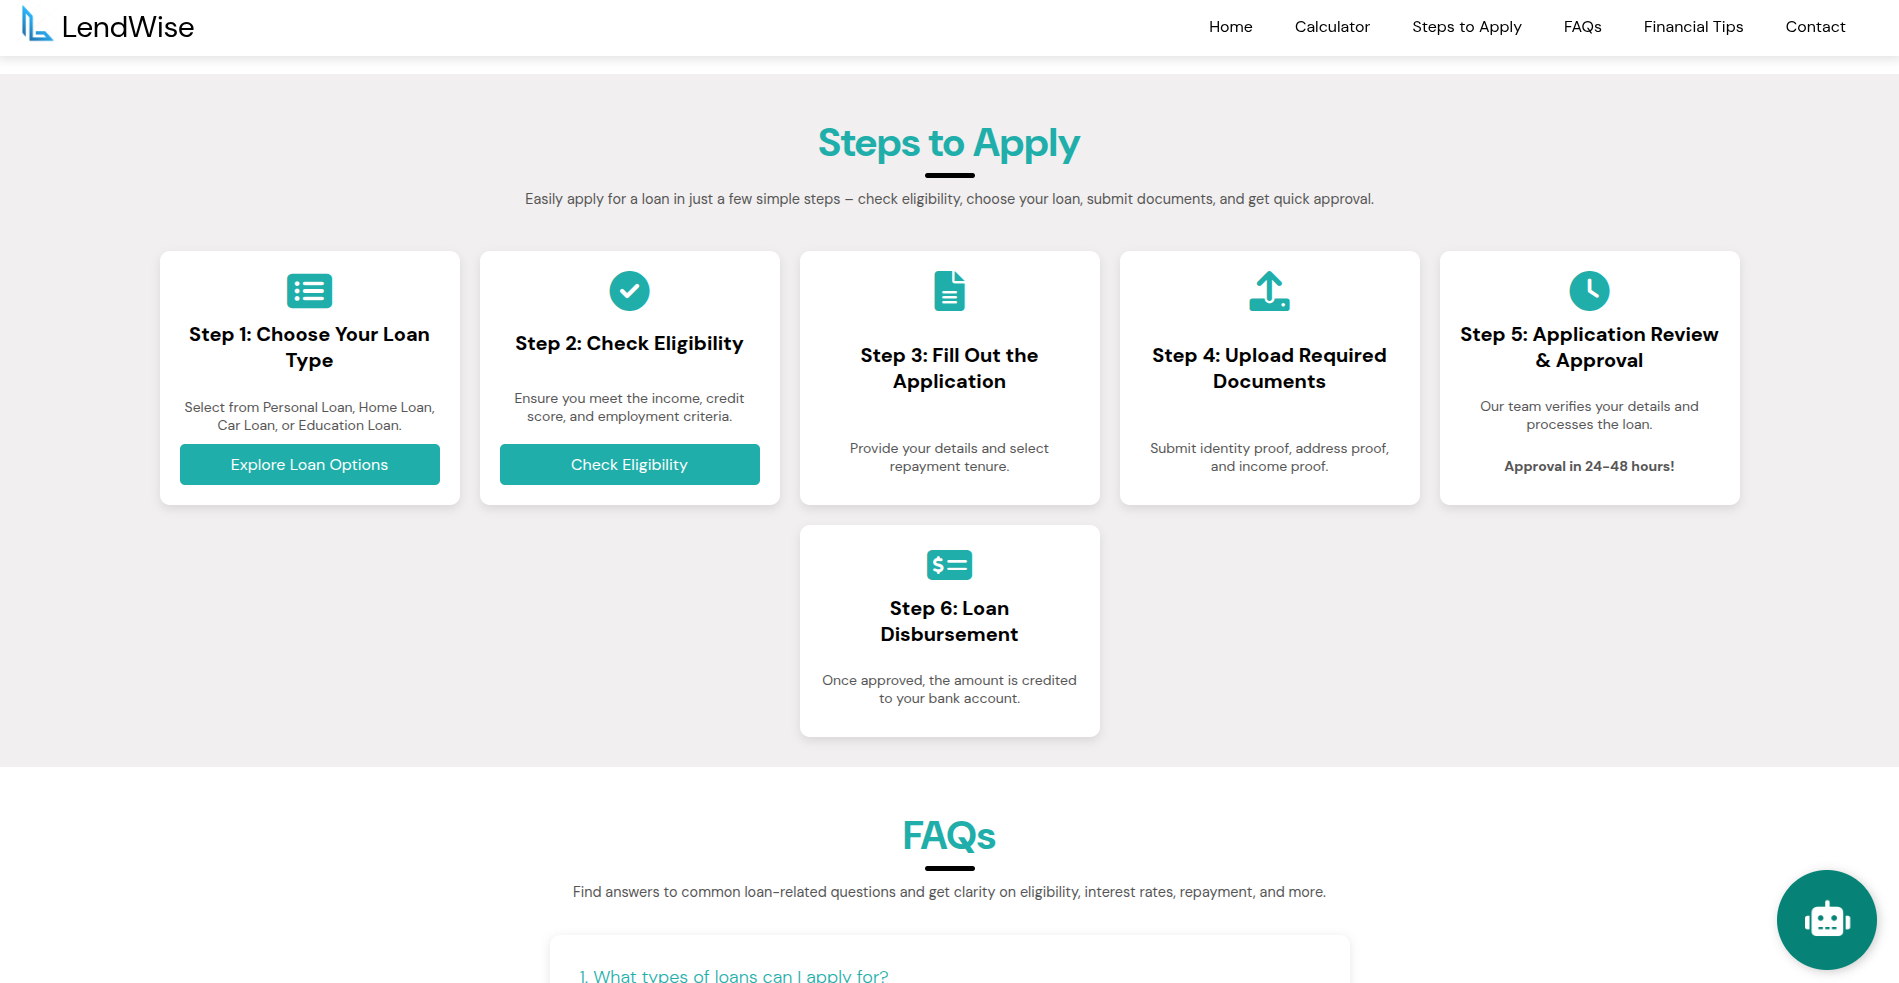 LendWise
Home
Calculator
Steps to Apply
FAQs
Financial Tips
Contact
Steps to Apply
Easily apply for a loan in just a few simple steps – check eligibility, choose your loan, submit documents, and get quick approval.
Step 1: Choose Your Loan
Type
Select from Personal Loan, Home Loan,
Car Loan, or Education Loan.
Explore Loan Options
Step 2: Check Eligibility
Ensure you meet the income, credit
score, and employment criteria.
Check Eligibility
Step 3: Fill Out the
Application
Provide your details and select
repayment tenure.
Step 4: Upload Required
Documents
Submit identity proof, address proof,
and income proof.
Step 5: Application Review
& Approval
Our team verifies your details and
processes the loan.
Approval in 24-48 hours!
Step 6: Loan
Disbursement
Once approved, the amount is credited
to your bank account.
FAQs
Find answers to common loan-related questions and get clarity on eligibility, interest rates, repayment, and more.
1. What types of loans can I apply for?